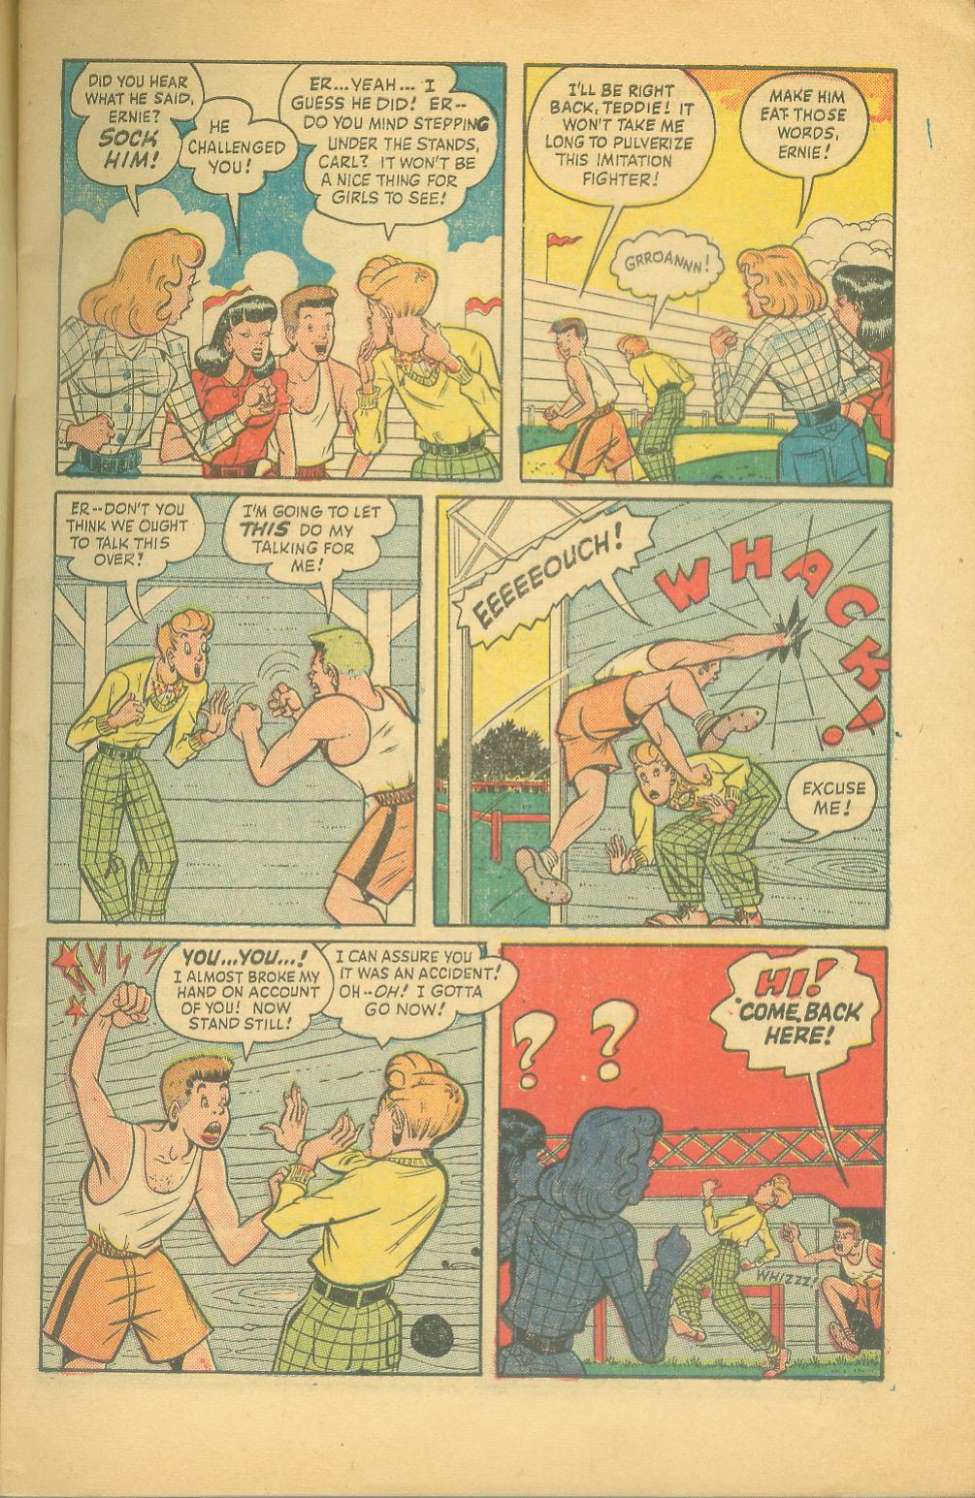 DID YOU HEAR
WHAT HE SAID,
ERNIE?
SOCK
HIM!
HE
CHALLENGED
YOU!
ER...YEAH... I
GUESS HE DID! ER--
DO YOU MIND STEPPING
UNDER THE STANDS,
CARL? IT WON'T BE
A NICE THING FOR
GIRLS TO SEE!
I'LL BE RIGHT
BACK, TEDDIE! IT
WON'T TAKE ME
LONG TO PULVERIZE
THIS IMITATION
FIGHTER!
GRROANNN!
MAKE HIM
EAT THOSE
WORDS,
ERNIE!
ER--DON'T YOU
THINK WE OUGHT
TO TALK THIS
OVER?
I'M GOING TO LET
THIS DO MY
TALKING FOR
ME!
EEEEEOUCH!
WHACK!
EXCUSE
ME!
YOU...YOU...!
I ALMOST BROKE MY
HAND ON ACCOUNT
OF YOU! NOW
STAND STILL!
I CAN ASSURE YOU
IT WAS AN ACCIDENT!
OH--OH! I GOTTA
GO NOW!
? ?
HI!
COME BACK
HERE!
WHIZZZ!